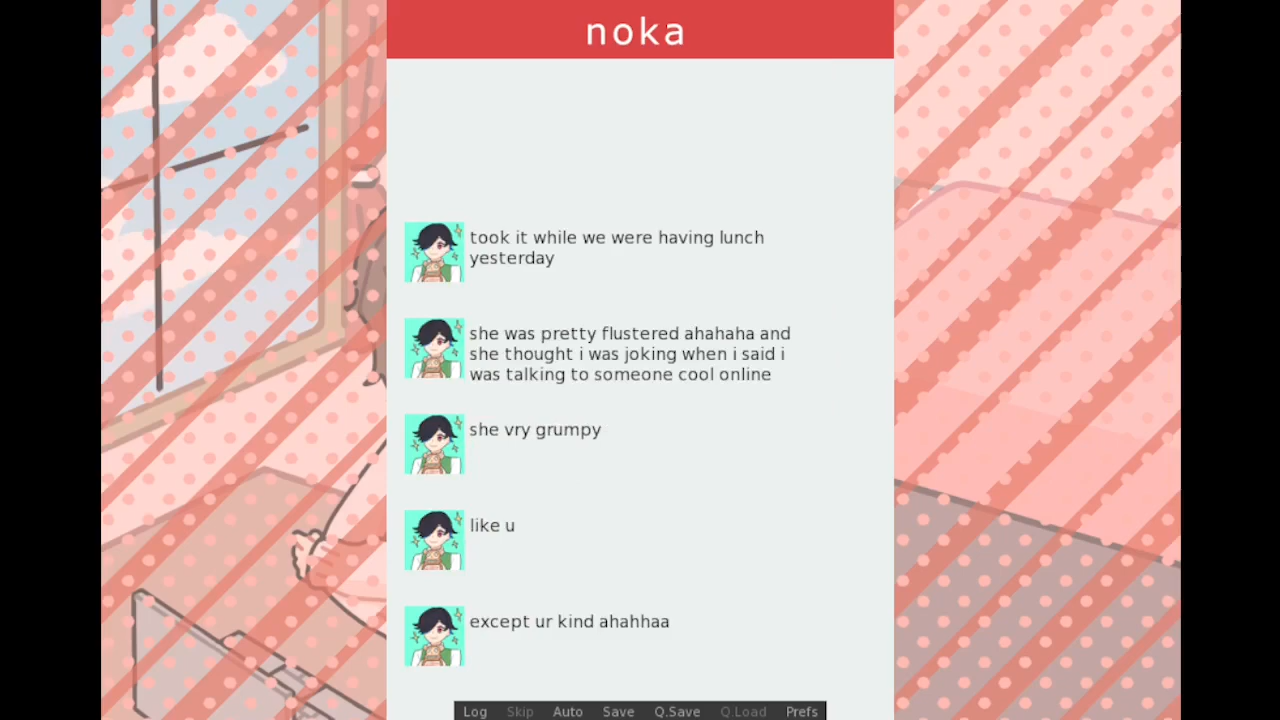 noka
took it while we were having lunch
yesterday
she was pretty flustered ahahaha and
she thought i was joking when i said i
was talking to someone cool online
she vry grumpy
like u
except ur kind ahahhaa
Log Skip Auto Save Q.Save Q.Load Prefs